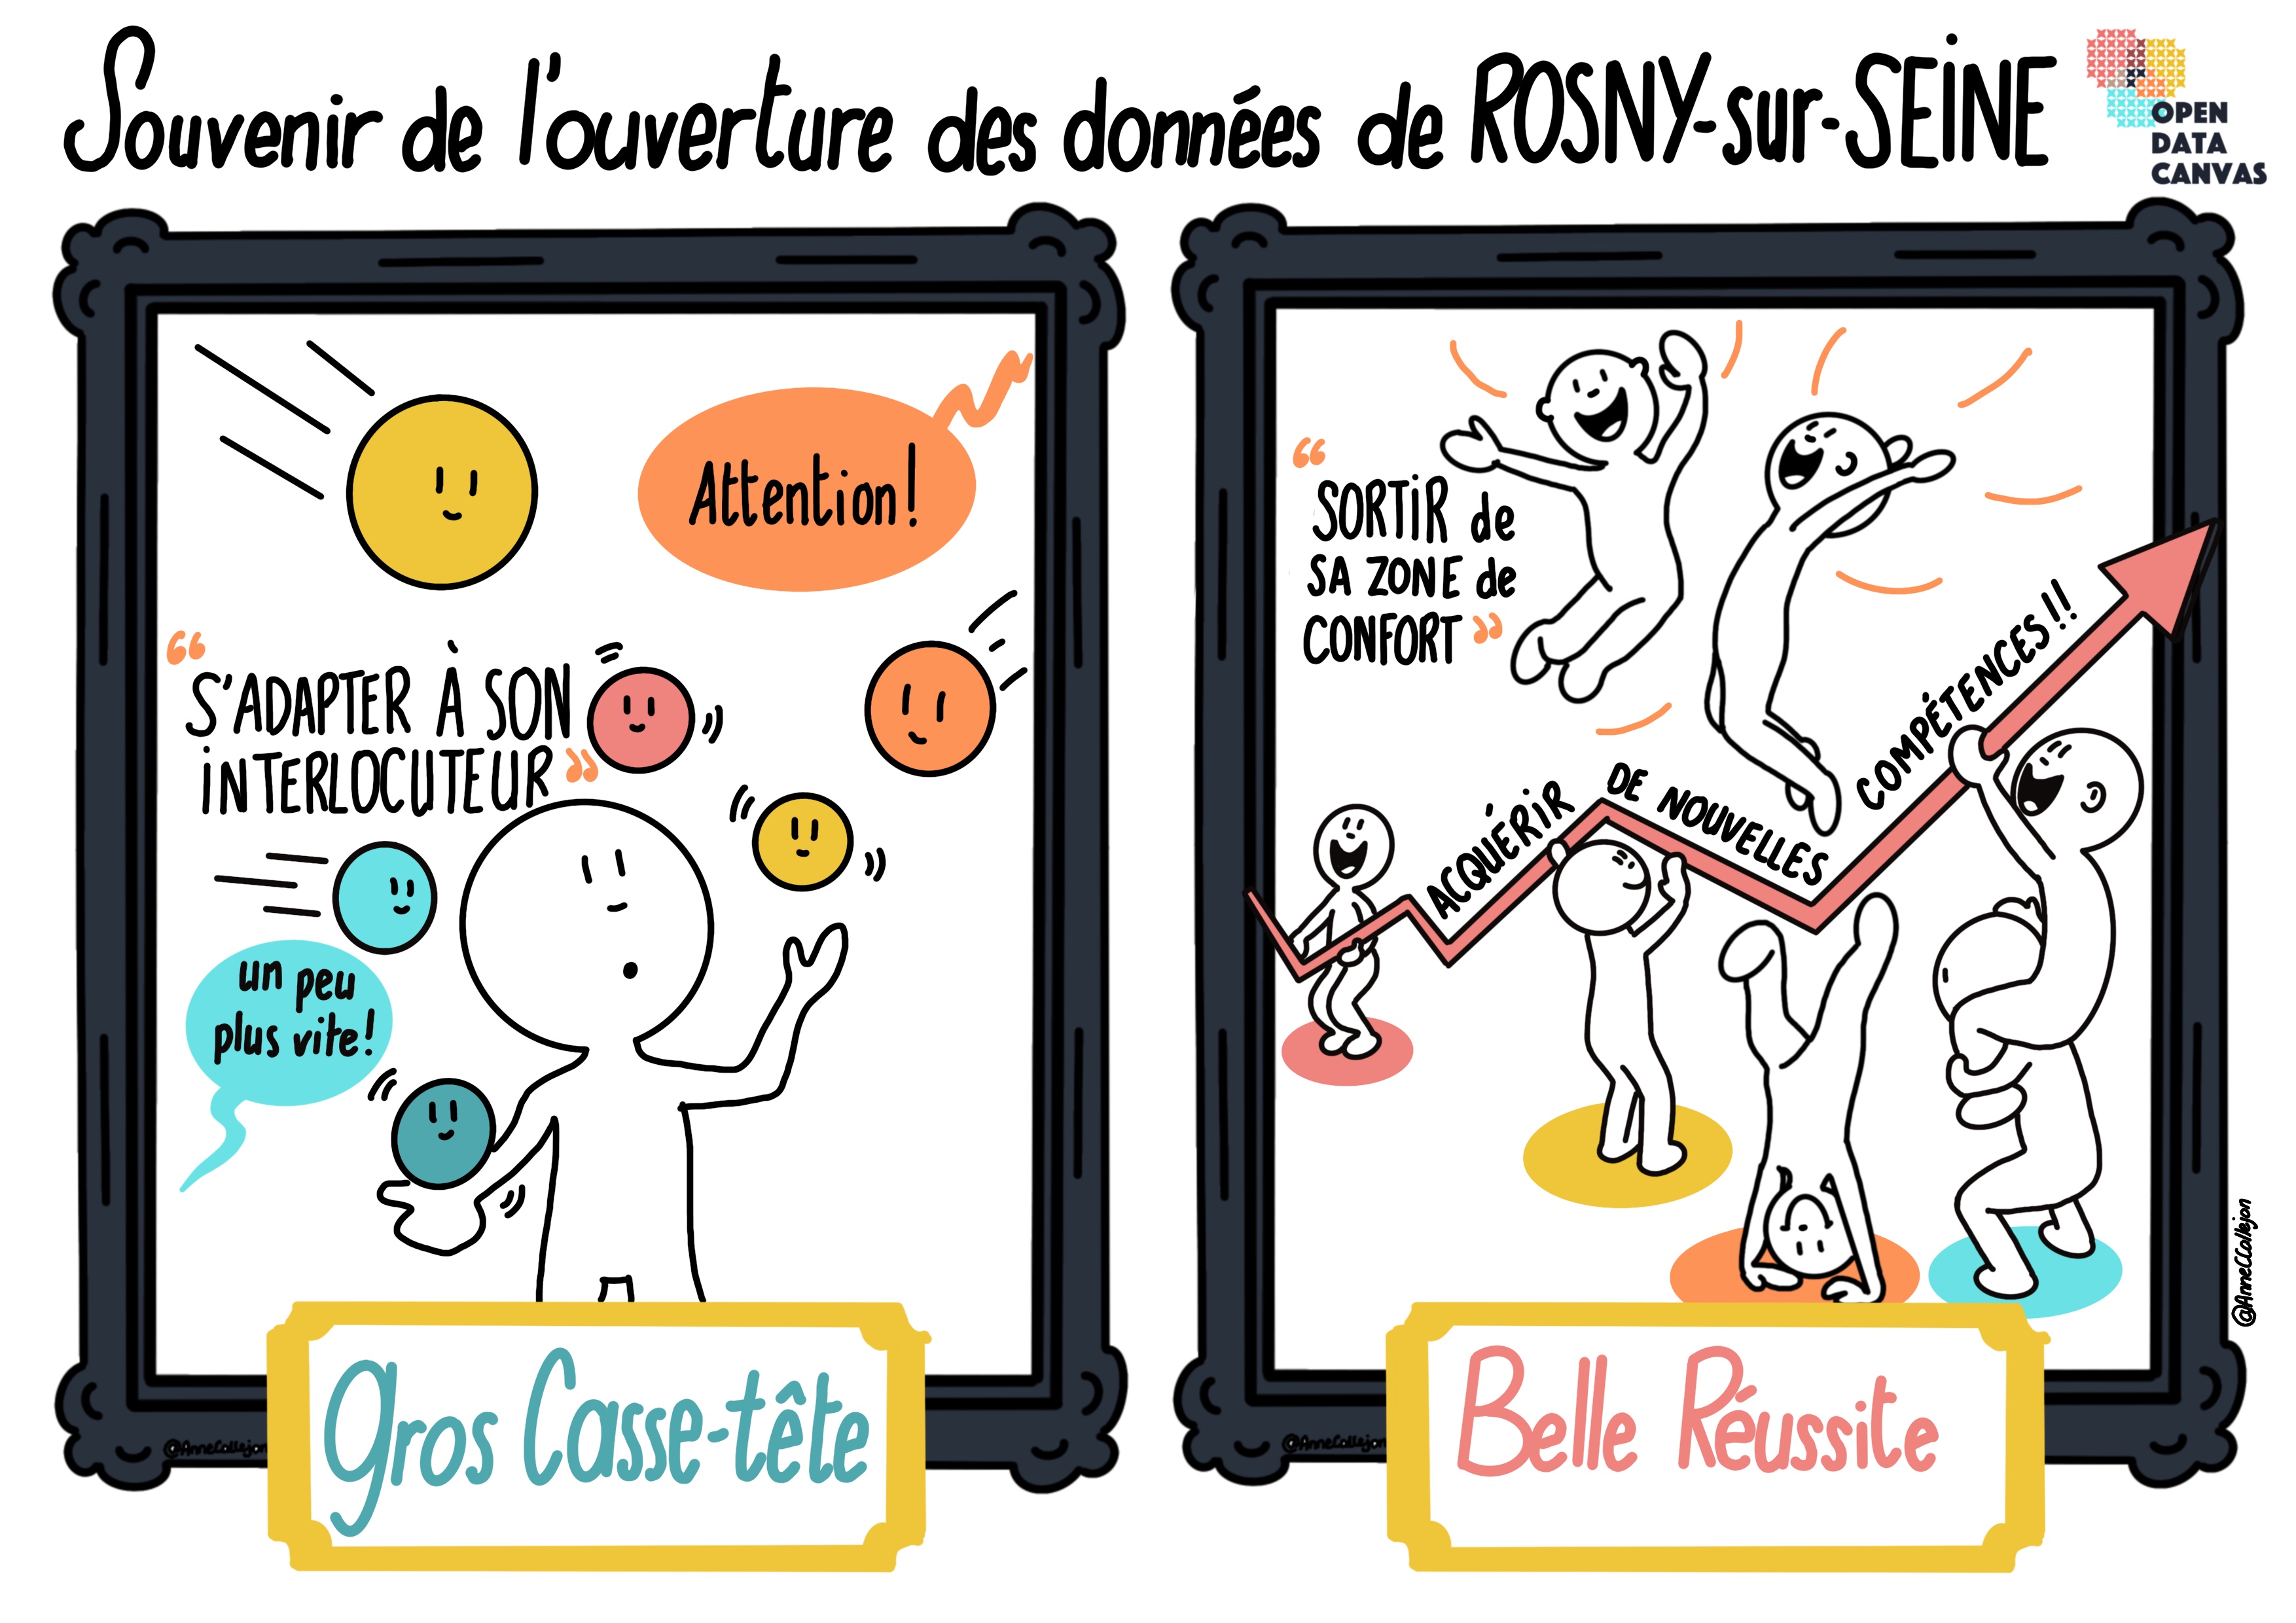 Souvenir de l'ouverture des données de ROSNY-sur-SEINE
OPEN
DATA
CANVAS
Attention!
“S'ADAPTER À SON
INTERLOCUTEUR”
un peu
plus vite!
Gros Casse-tête
@AnneCallejon
“SORTIR de
SA ZONE de
CONFORT”
ACQUÉRIR DE NOUVELLES COMPÉTENCES!!
Belle Réussite
@AnneCallejon
@AnneCCallejon